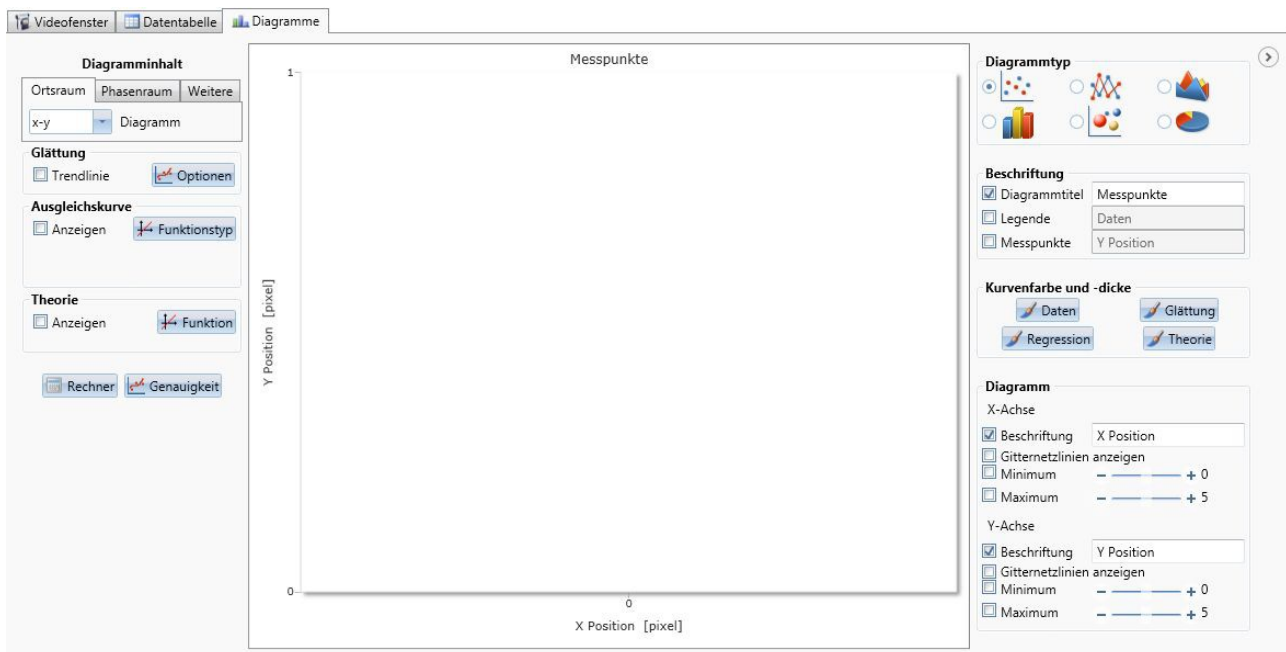 Videofenster Datentabelle Diagramme
Diagramminhalt
Ortsraum Phasenraum Weitere
x-y Diagramm
Glättung
Trendlinie Optionen
Ausgleichskurve
Anzeigen Funktionstyp
Theorie
Anzeigen Funktion
Rechner Genauigkeit
Messpunkte
1
Y Position [pixel]
0
0
X Position [pixel]
Diagrammtyp
Beschriftung
Diagrammtitel Messpunkte
Legende Daten
Messpunkte Y Position
Kurvenfarbe und -dicke
Daten Glättung
Regression Theorie
Diagramm
X-Achse
Beschriftung X Position
Gitternetzlinien anzeigen
Minimum - + 0
Maximum - + 5
Y-Achse
Beschriftung Y Position
Gitternetzlinien anzeigen
Minimum - + 0
Maximum - + 5